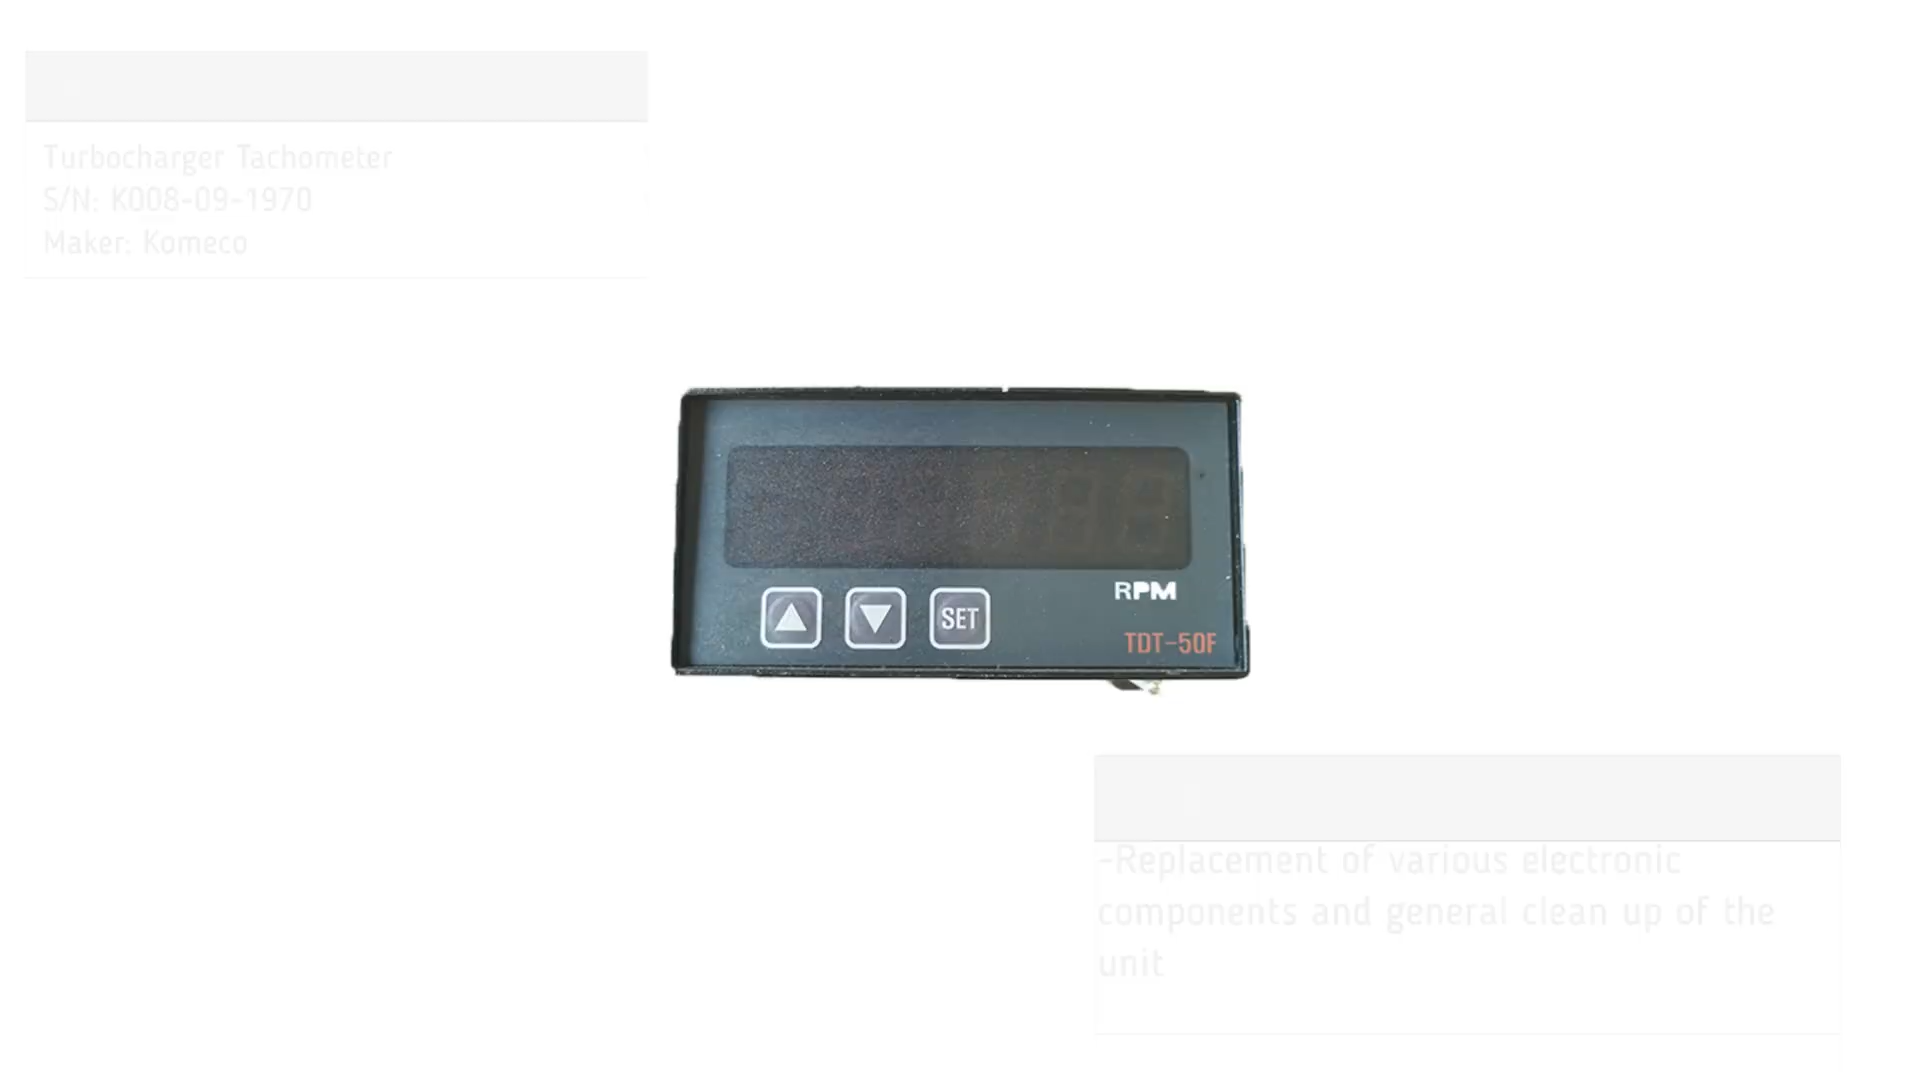 Turbocharger Tachometer
S/N: K008-09-1970
Maker: Komeco
RPM
SET
TDT-50F
-Replacement of various electronic
components and general clean up of the
unit